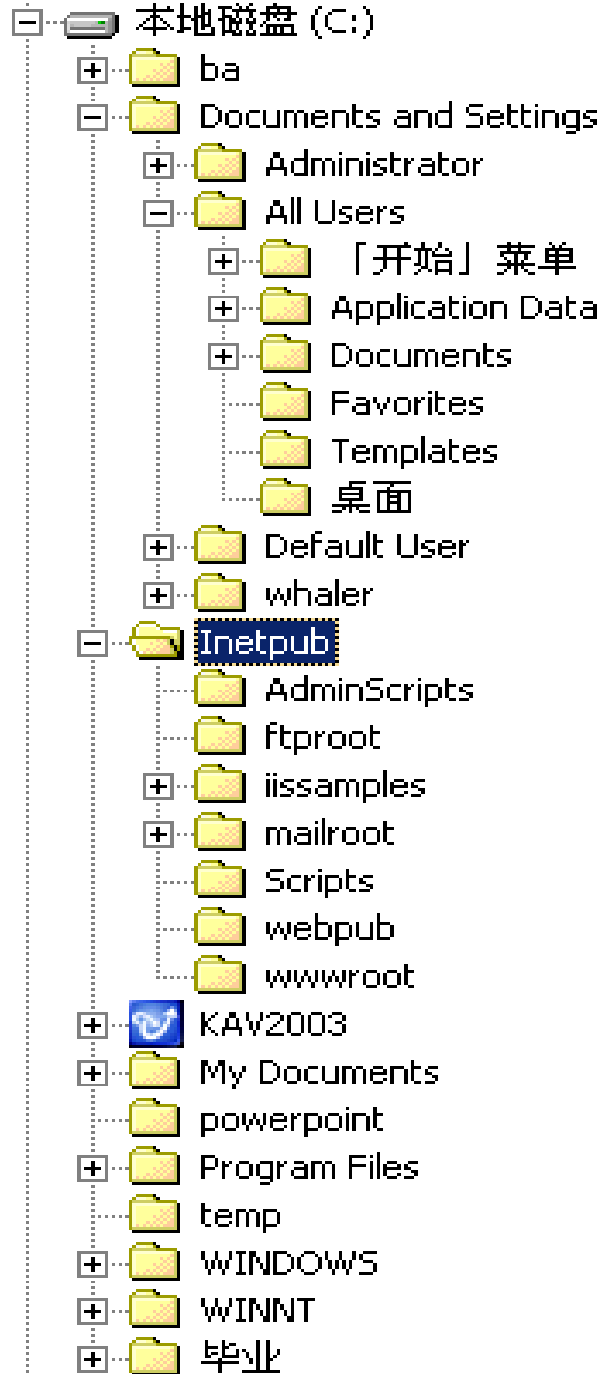 本地磁盘 (C:)
ba
Documents and Settings
Administrator
All Users
「开始」菜单
Application Data
Documents
Favorites
Templates
桌面
Default User
whaler
Inetpub
AdminScripts
ftproot
iissamples
mailroot
Scripts
webpub
wwwroot
KAV2003
My Documents
powerpoint
Program Files
temp
WINDOWS
WINNT
毕业